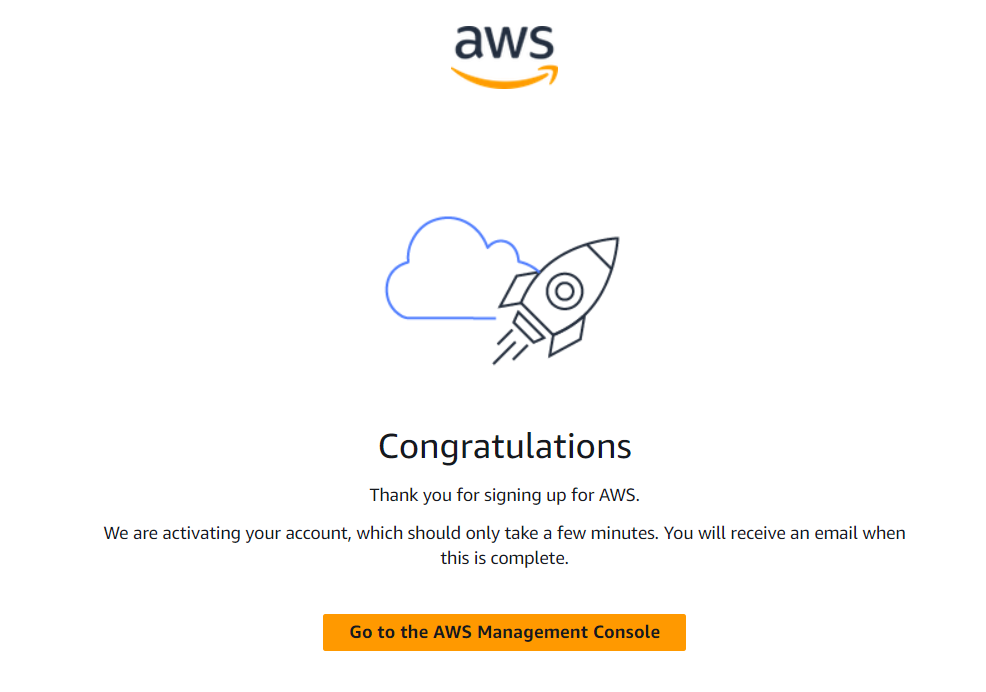 aws
Congratulations
Thank you for signing up for AWS.
We are activating your account, which should only take a few minutes. You will receive an email when
this is complete.
Go to the AWS Management Console